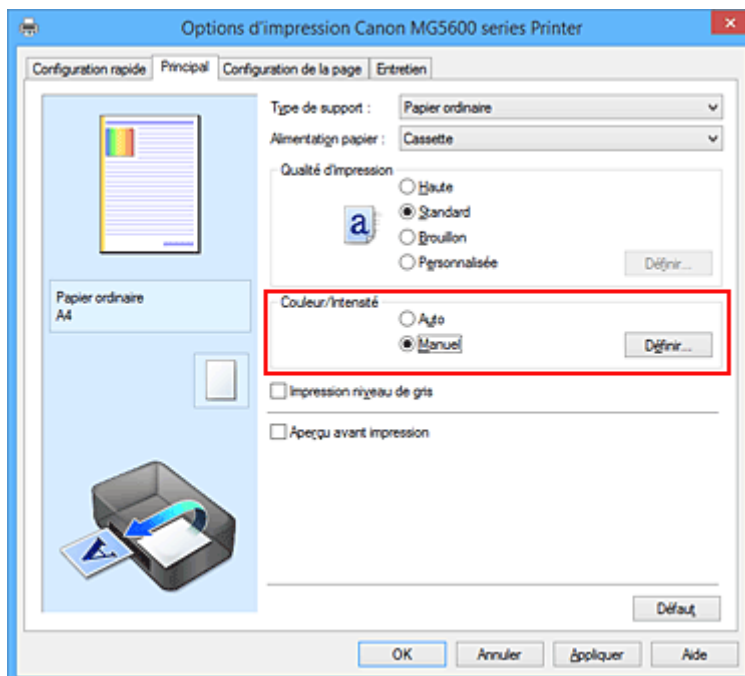 Options d'impression Canon MG5600 series Printer
Configuration rapide
Principal
Configuration de la page
Entretien
Type de support :
Papier ordinaire
Alimentation papier :
Cassette
Qualité d'impression
Haute
a
Standard
Brouillon
Personnalisée
Définir...
Papier ordinaire
A4
Couleur/Intensité
Auto
Manuel
Définir...
Impression niveau de gris
Aperçu avant impression
A
Défaut
OK
Annuler
Appliquer
Aide